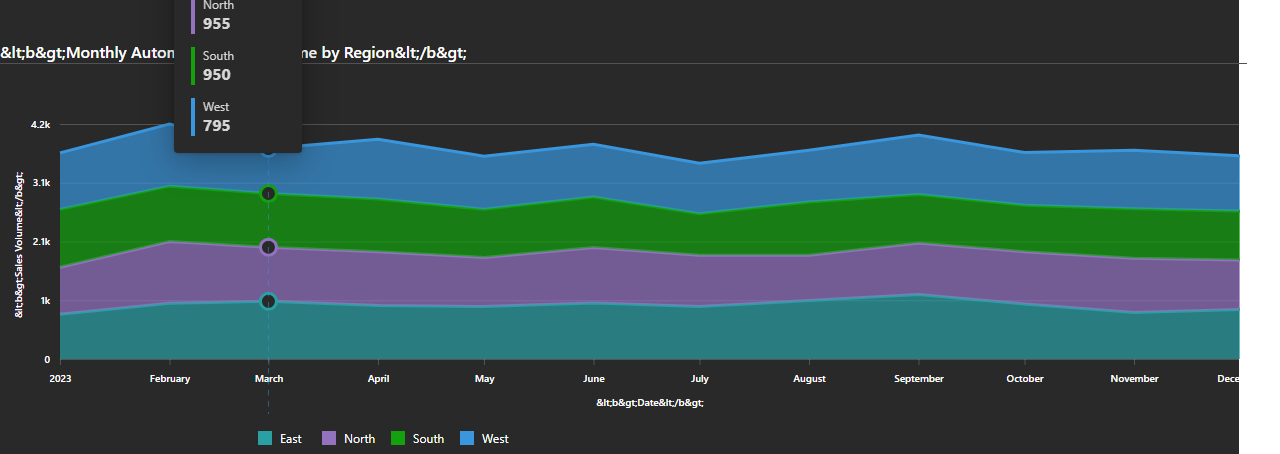 North
955
&lt;b&gt;Monthly Auton
me by Region&lt;/b&gt;
South
950
West
795
4.2k
3.1k
2.1k
1k
0
&lt;b&gt;Sales Volume&lt;/b&gt;
2023 February March April May June July August September October November Dece
&lt;b&gt;Date&lt;/b&gt;
East North South West